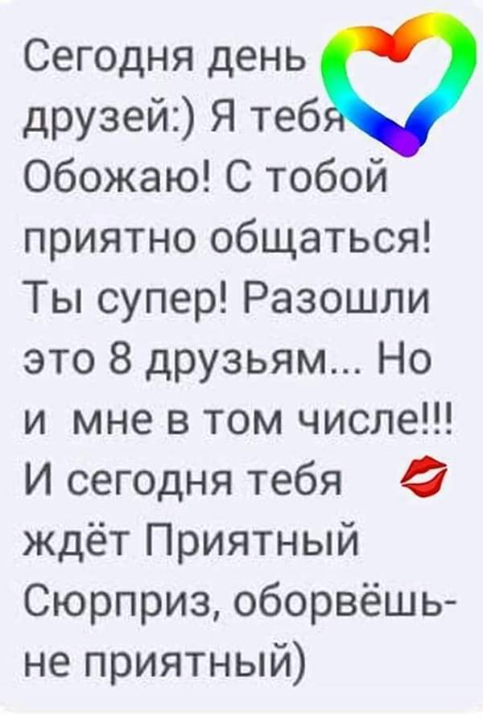 Сегодня день
друзей:) Я тебя
Обожаю! С тобой
приятно общаться!
Ты супер! Разошли
это 8 друзьям... Но
и мне в том числе!!!
И сегодня тебя
ждёт Приятный
Сюрприз, оборвёшь-
не приятный)